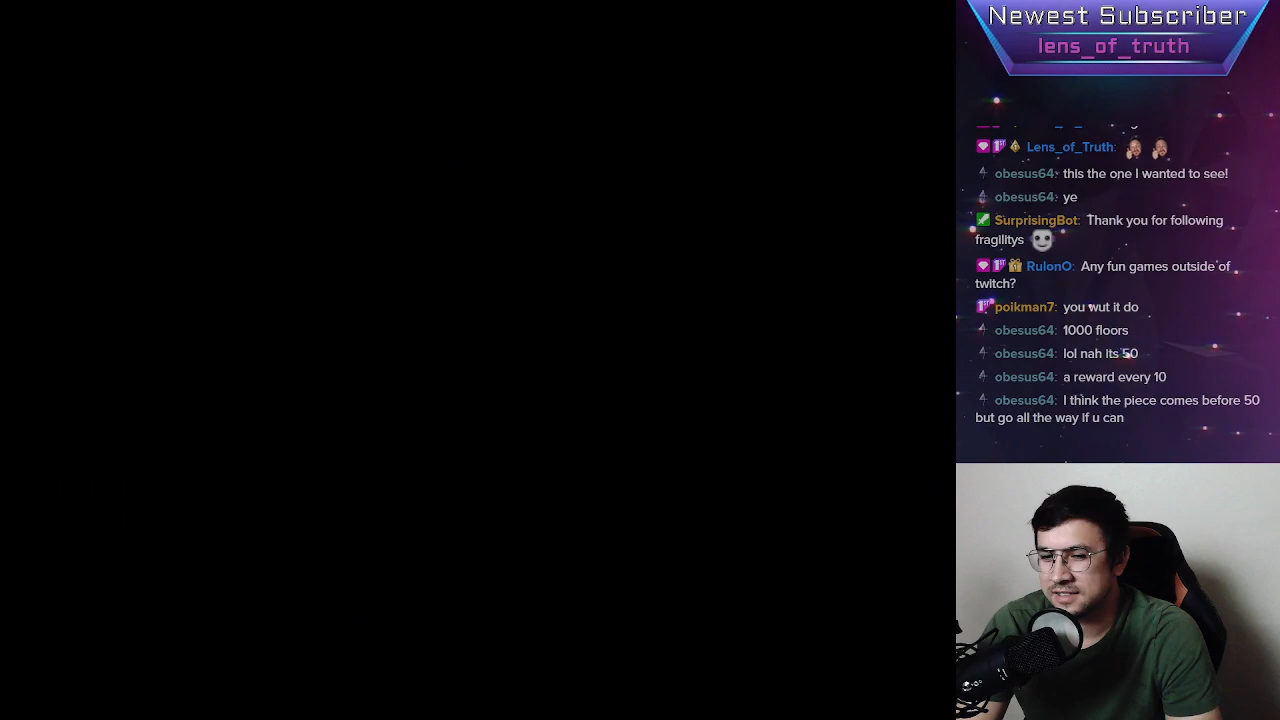 Newest Subscriber
lens_of_truth
Lens_of_Truth:
obesus64: this the one I wanted to see!
obesus64: ye
SurprisingBot: Thank you for following
fragilitys
RulonO: Any fun games outside of
twitch?
poikman7: you wut it do
obesus64: 1000 floors
obesus64: lol nah its 50
obesus64: a reward every 10
obesus64: I think the piece comes before 50
but go all the way if u can